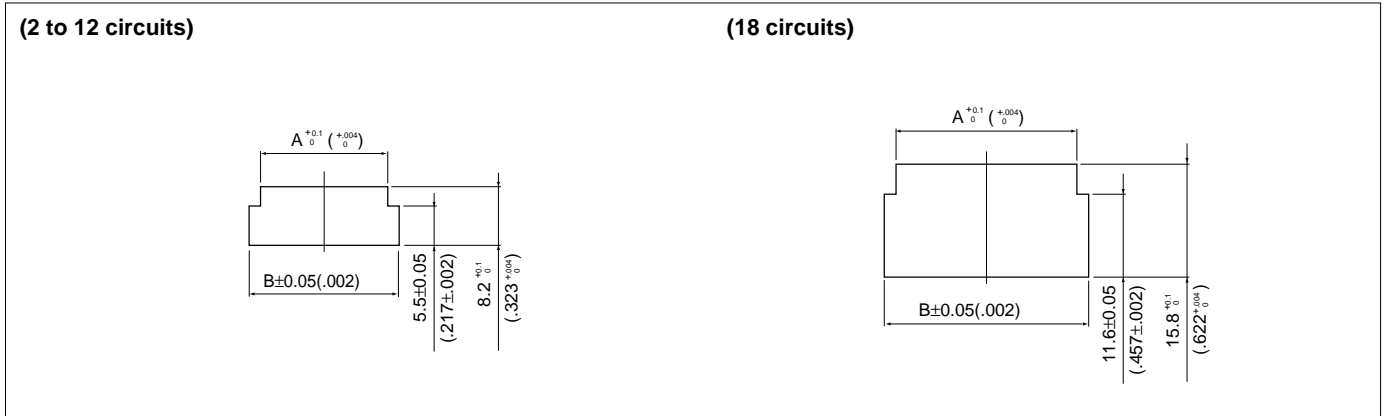 (2 to 12 circuits)
A +0.1 0 ( +.004 0 )
B±0.05(.002)
5.5±0.05
(.217±.002)
8.2 +0.1 0
(.323 +.004 0 )
(18 circuits)
A +0.1 0 ( +.004 0 )
B±0.05(.002)
11.6±0.05
(.457±.002)
15.8 +0.1 0
(.622 +.004 0 )